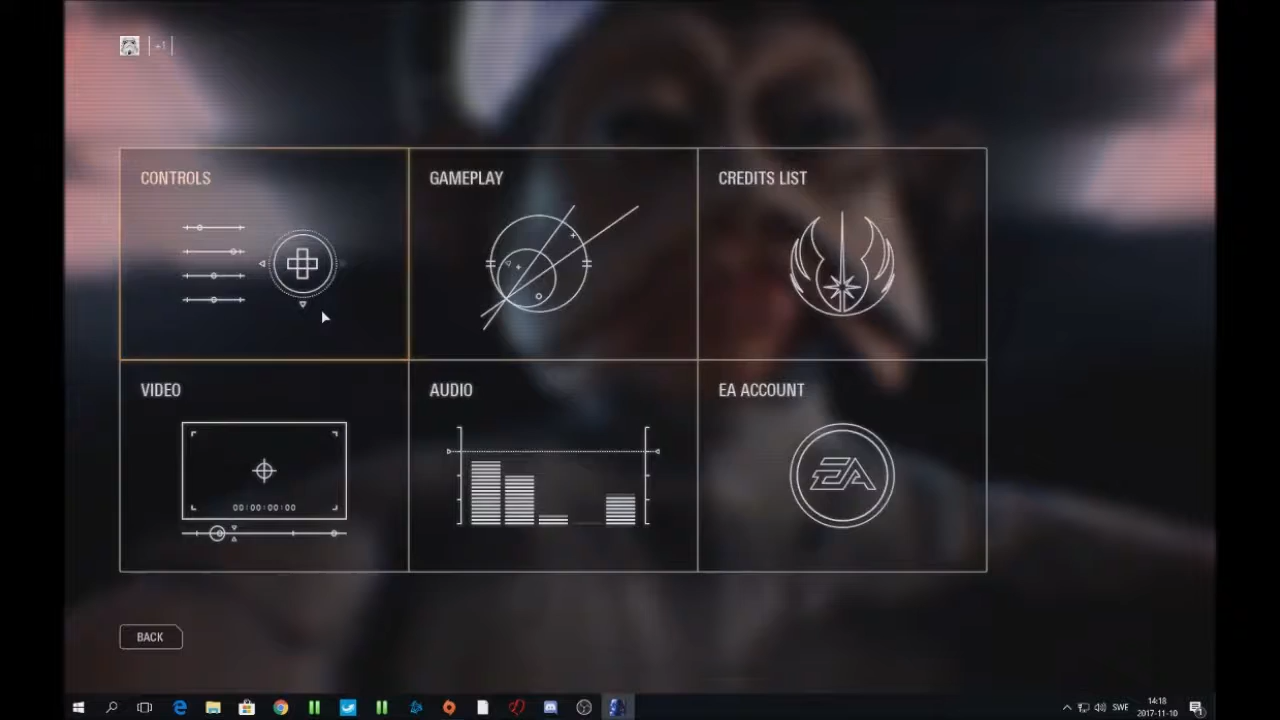 +1
CONTROLS
GAMEPLAY
CREDITS LIST
VIDEO
00:00:00:00
AUDIO
EA ACCOUNT
EA
BACK
SWE
14:18
2017-11-10